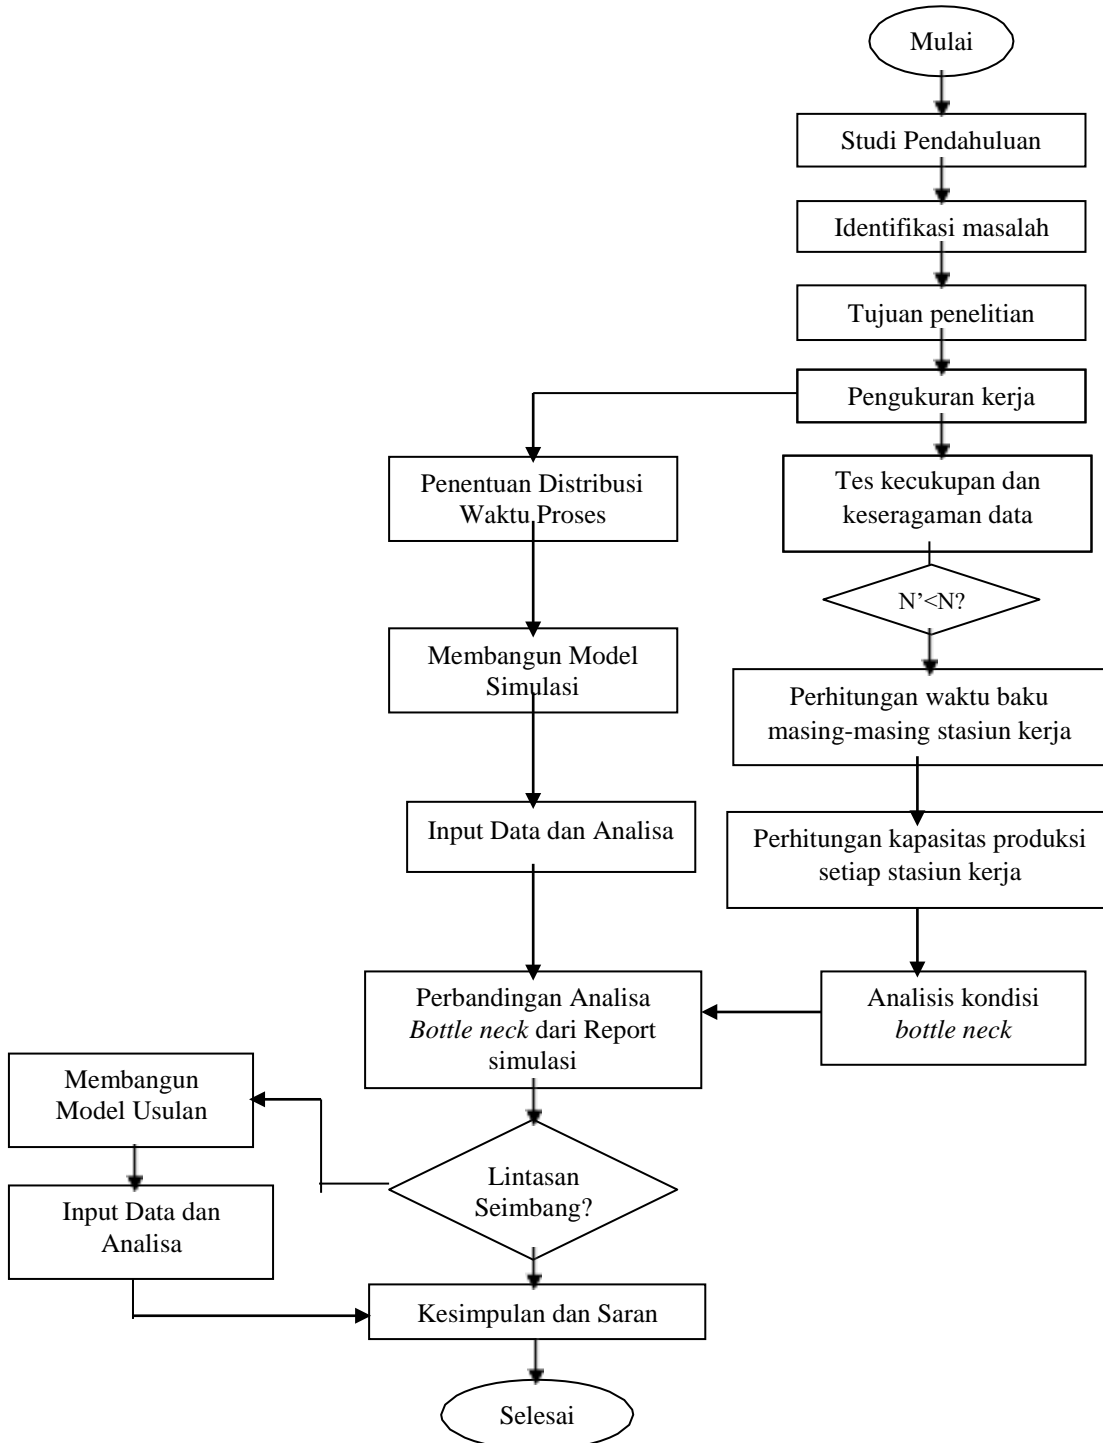 Mulai
Studi Pendahuluan
Identifikasi masalah
Tujuan penelitian
Pengukuran kerja
Penentuan Distribusi
Waktu Proses
Tes kecukupan dan
keseragaman data
N’<N?
Membangun Model
Simulasi
Perhitungan waktu baku
masing-masing stasiun kerja
Input Data dan Analisa
Perhitungan kapasitas produksi
setiap stasiun kerja
Perbandingan Analisa
Bottle neck dari Report
simulasi
Analisis kondisi
bottle neck
Membangun
Model Usulan
Lintasan
Seimbang?
Input Data dan
Analisa
Kesimpulan dan Saran
Selesai